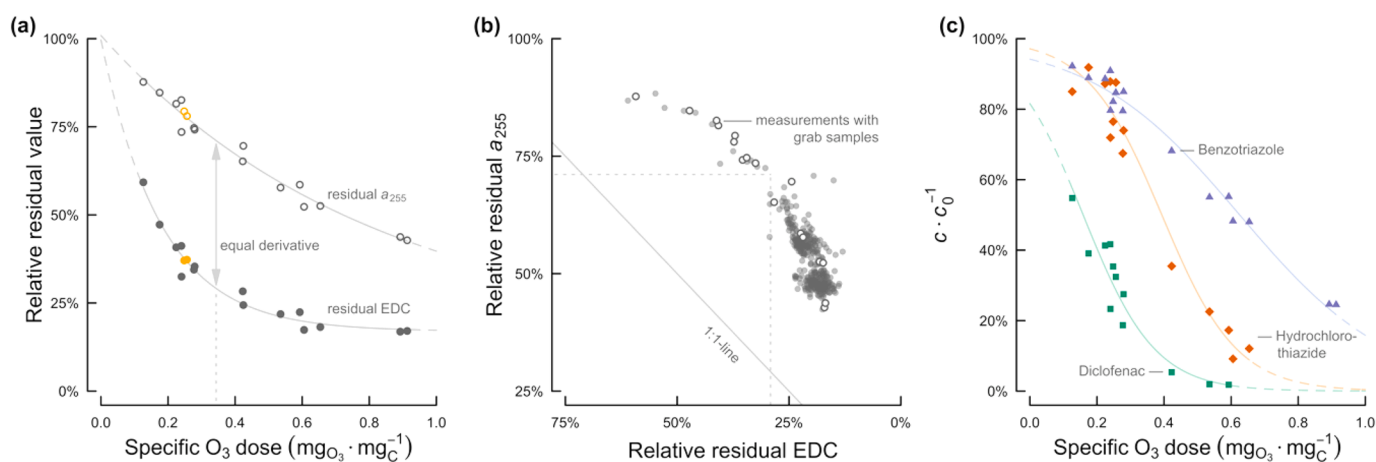 (a)
100%
75%
50%
25%
0%
Relative residual value
residual a255
equal derivative
residual EDC
0.0 0.2 0.4 0.6 0.8 1.0
Specific O3 dose (mgO3 · mgC−1)
(b)
100%
75%
50%
25%
Relative residual a255
measurements with
grab samples
1:1-line
75% 50% 25% 0%
Relative residual EDC
(c)
100%
80%
60%
40%
20%
0%
c · c0−1
Benzotriazole
Hydrochloro-
thiazide
Diclofenac
0.0 0.2 0.4 0.6 0.8 1.0
Specific O3 dose (mgO3 · mgC−1)